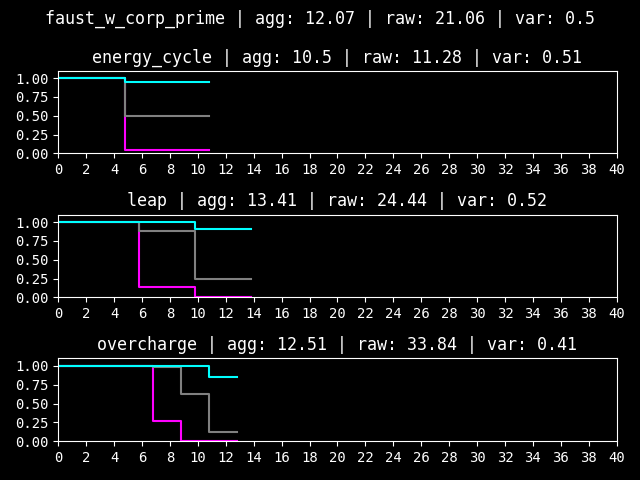 faust_w_corp_prime | agg: 12.07 | raw: 21.06 | var: 0.5
energy_cycle | agg: 10.5 | raw: 11.28 | var: 0.51
1.00
0.75
0.50
0.25
0.00
0 2 4 6 8 10 12 14 16 18 20 22 24 26 28 30 32 34 36 38 40
leap | agg: 13.41 | raw: 24.44 | var: 0.52
1.00
0.75
0.50
0.25
0.00
0 2 4 6 8 10 12 14 16 18 20 22 24 26 28 30 32 34 36 38 40
overcharge | agg: 12.51 | raw: 33.84 | var: 0.41
1.00
0.75
0.50
0.25
0.00
0 2 4 6 8 10 12 14 16 18 20 22 24 26 28 30 32 34 36 38 40